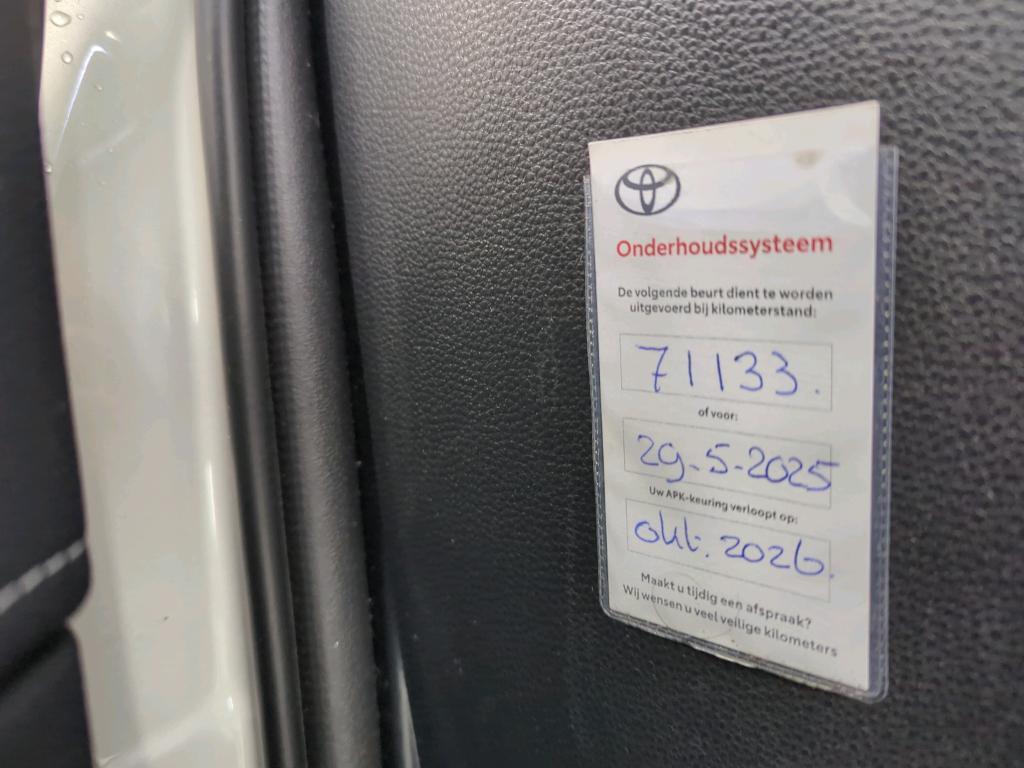 Onderhoudssysteem
De volgende beurt dient te worden
uitgevoerd bij kilometerstand:
71133.
of voor:
29-5-2025
Uw APK-keuring verloopt op:
okt. 2026.
Maakt u tijdig een afspraak?
Wij wensen u veel veilige kilometers